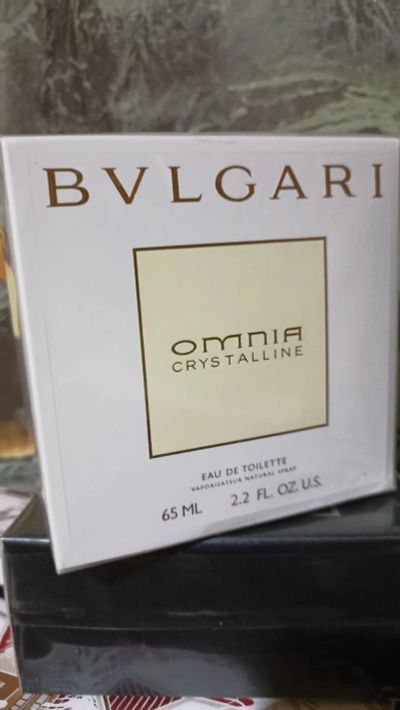 BVLGARI
OMNIA
CRYSTALLINE
EAU DE TOILETTE
VAPORISATEUR NATURAL SPRAY
65 ML 2.2 FL. OZ. U.S.